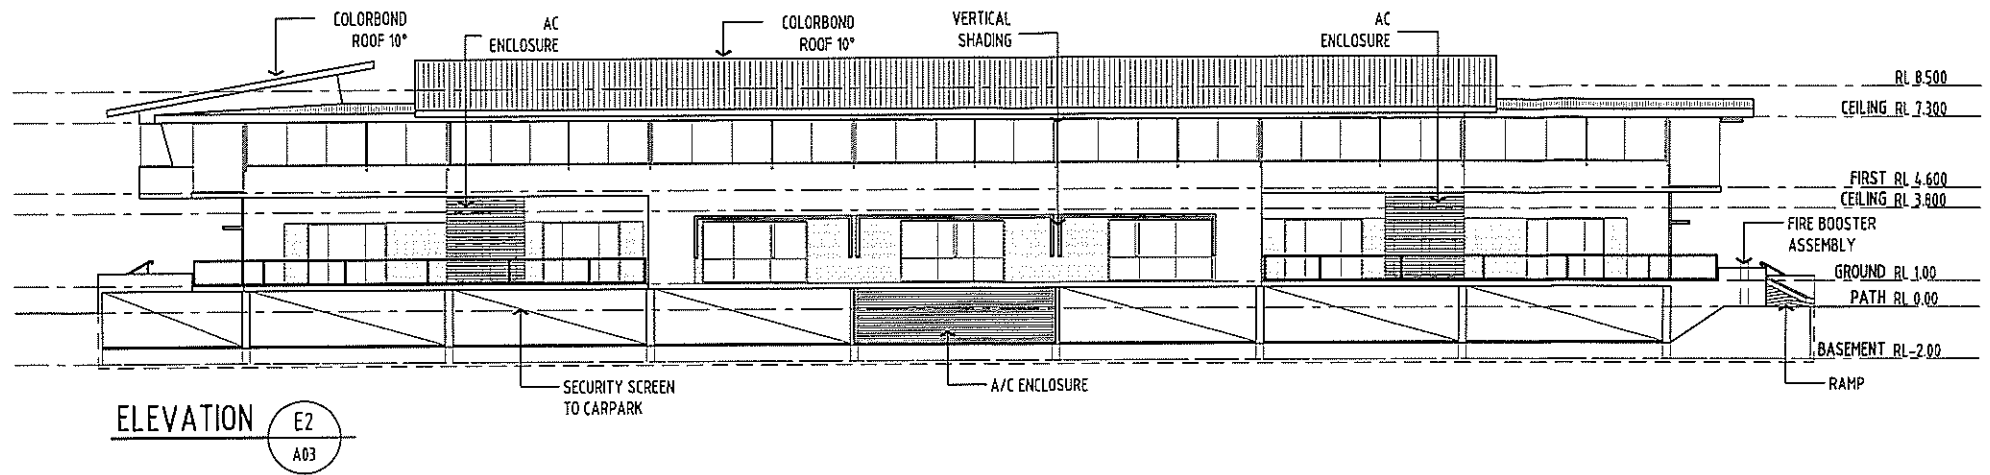 COLORBOND
ROOF 10°
AC
ENCLOSURE
COLORBOND
ROOF 10°
VERTICAL
SHADING
AC
ENCLOSURE
RL 8.500
CEILING RL 7.300
FIRST RL 4.600
CEILING RL 3.800
FIRE BOOSTER
ASSEMBLY
GROUND RL 1.00
PATH RL 0.00
BASEMENT RL-2.00
SECURITY SCREEN
TO CARPARK
A/C ENCLOSURE
RAMP
ELEVATION E2
A03